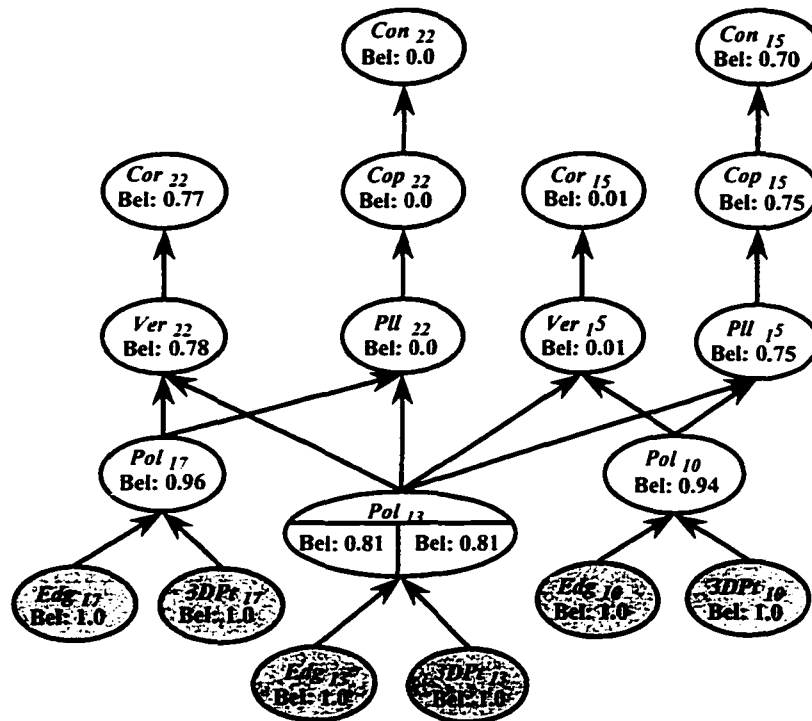 Con 22
Bel: 0.0
Con 15
Bel: 0.70
Cor 22
Bel: 0.77
Cop 22
Bel: 0.0
Cor 15
Bel: 0.01
Cop 15
Bel: 0.75
Ver 22
Bel: 0.78
Pll 22
Bel: 0.0
Ver 15
Bel: 0.01
Pll 15
Bel: 0.75
Pol 17
Bel: 0.96
Pol 13
Bel: 0.81
Bel: 0.81
Pol 10
Bel: 0.94
Edg 17
Bel: 1.0
3DPt 17
Bel: 1.0
Edg 10
Bel: 1.0
3DPt 10
Bel: 1.0
Edg 13
Bel: 1.0
3DPt 13
Bel: 1.0